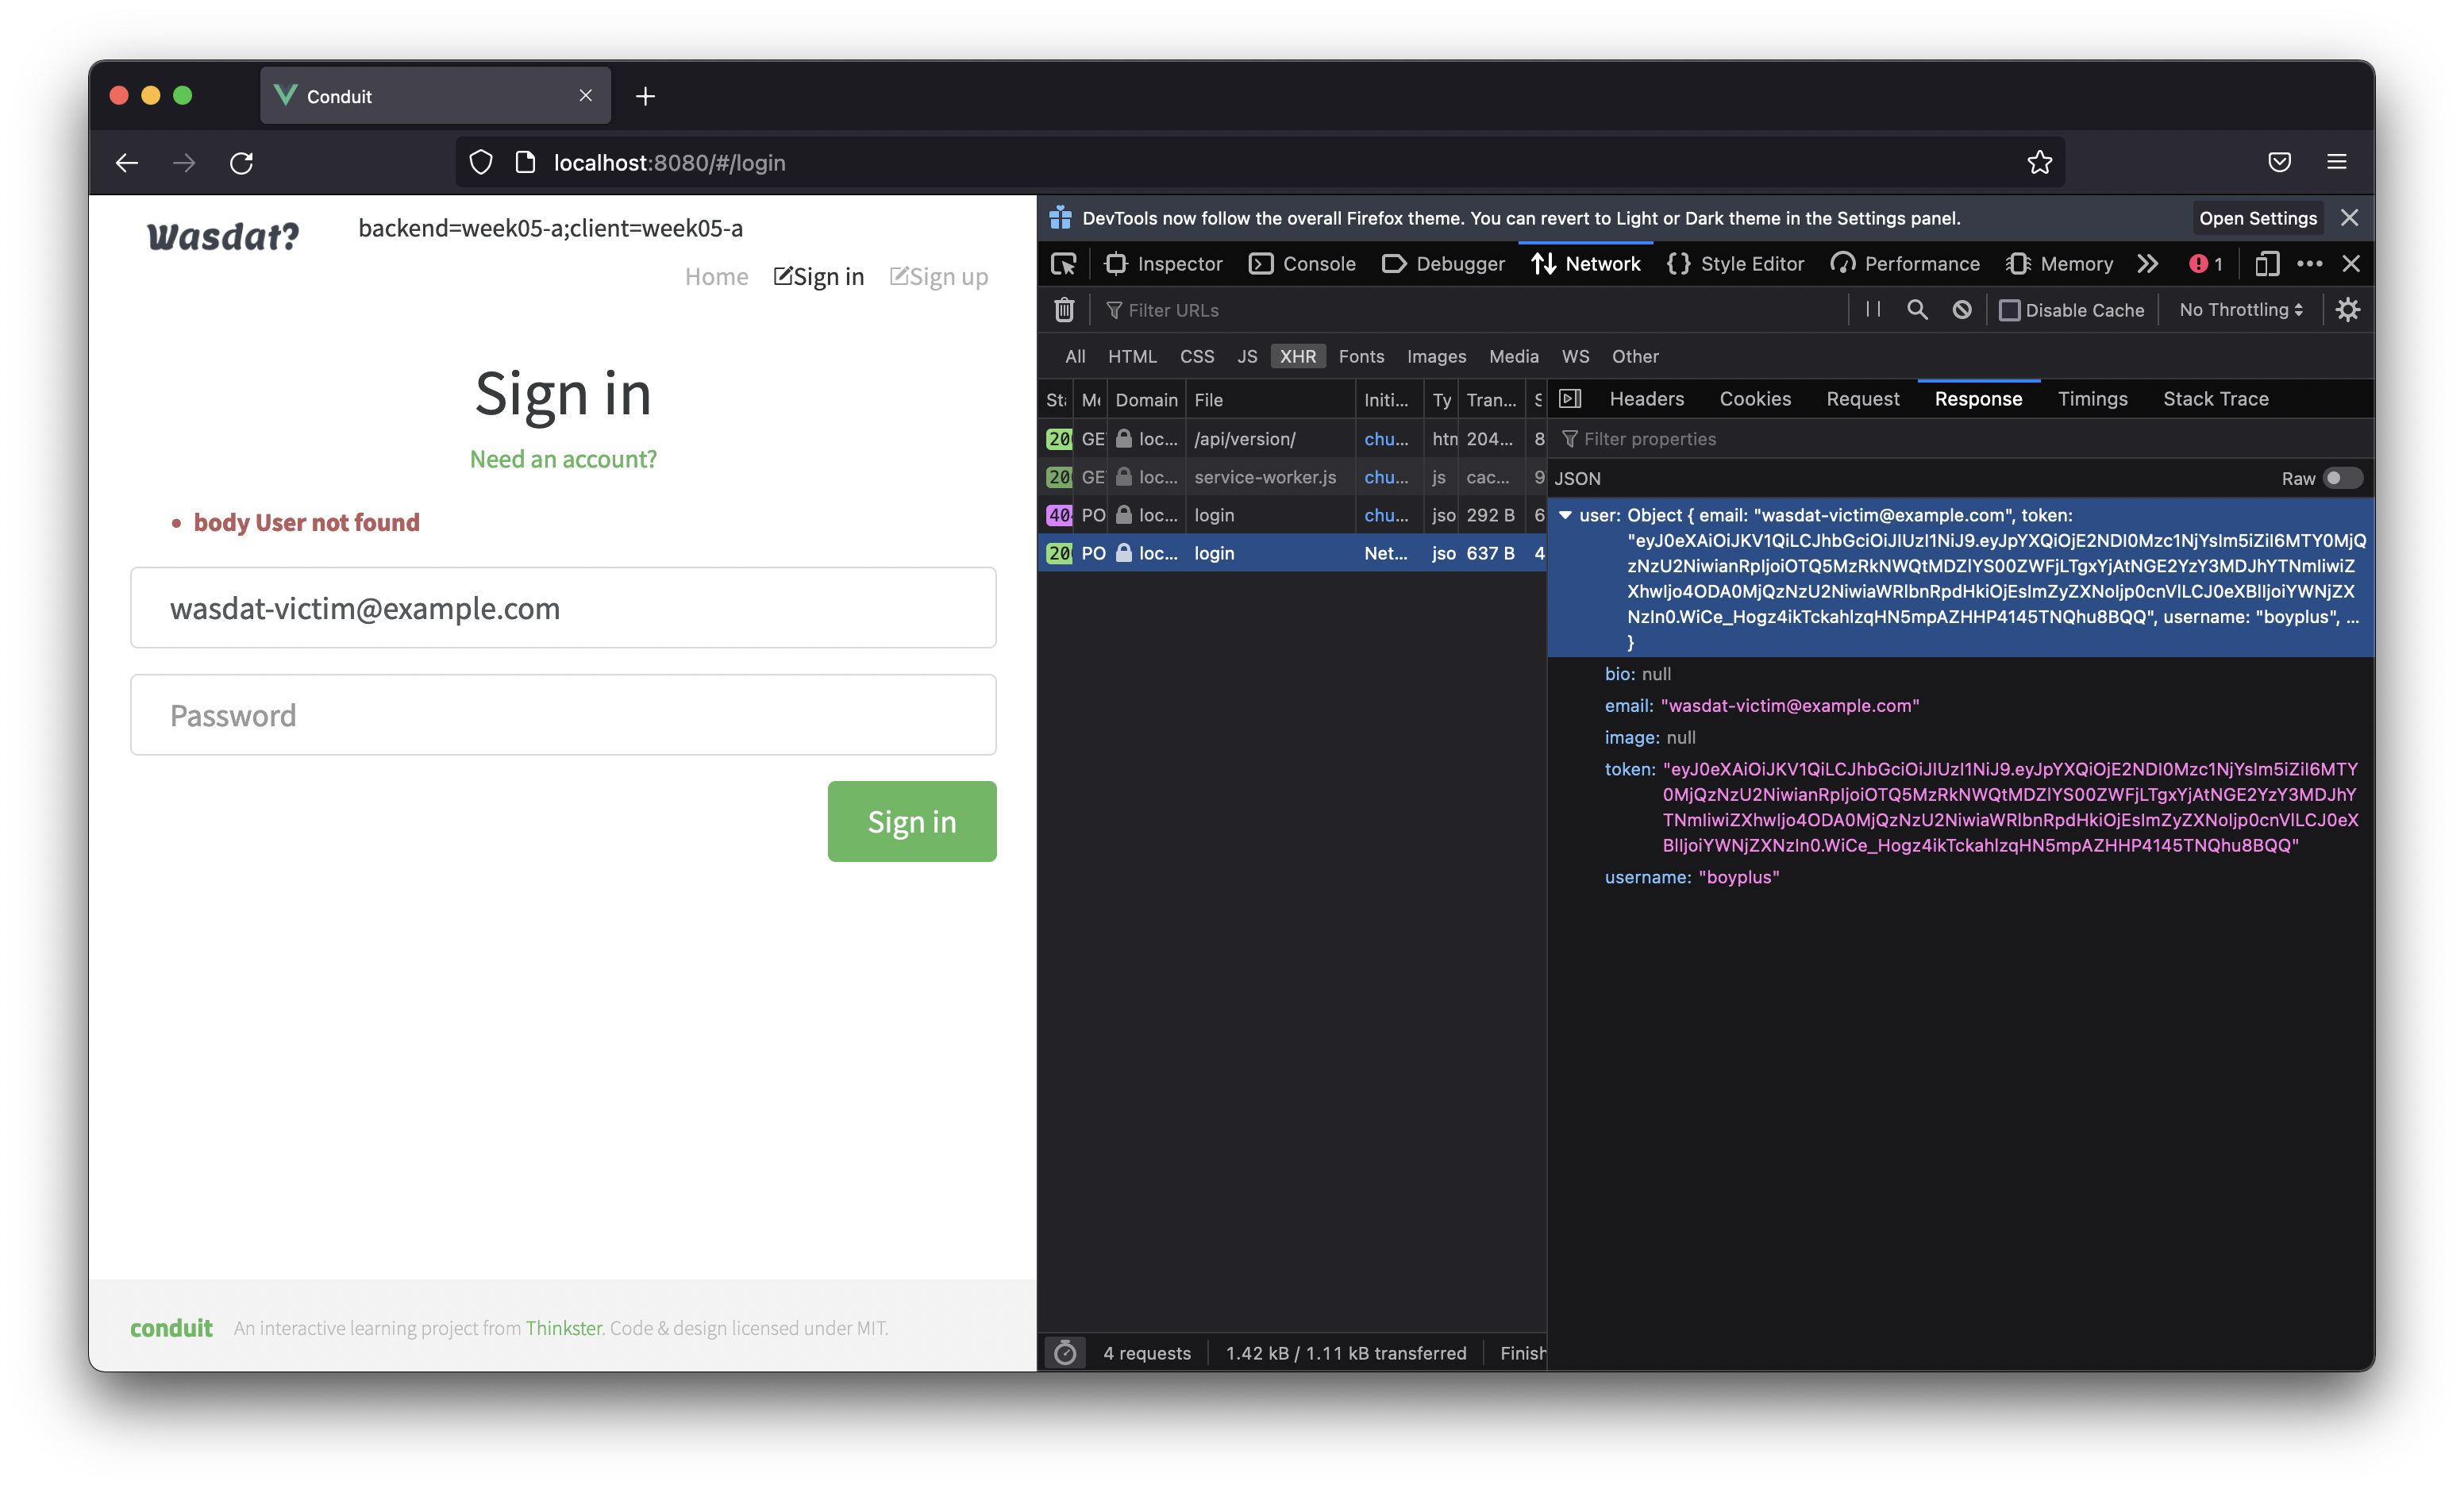 Conduit
localhost:8080/#/login
Wasdat?
backend=week05-a;client=week05-a
Home Sign in Sign up
Sign in
Need an account?
body User not found
wasdat-victim@example.com
Password
Sign in
conduit An interactive learning project from Thinkster. Code & design licensed under MIT.
DevTools now follow the overall Firefox theme. You can revert to Light or Dark theme in the Settings panel. Open Settings
Inspector Console Debugger Network Style Editor Performance Memory 1
Filter URLs Disable Cache No Throttling
All HTML CSS JS XHR Fonts Images Media WS Other
Domain File Initi... Ty Tran... S
20 GE loc... /api/version/ chu... 204... 8
20 GE loc... service-worker.js chu... js cac... 9
40 PO loc... login chu... jso 292 B 6
20 PO loc... login Net... jso 637 B 4
4 requests 1.42 kB / 1.11 kB transferred Finish
Headers Cookies Request Response Timings Stack Trace
Filter properties
JSON Raw
user: Object { email: "wasdat-victim@example.com", token:
username: "boyplus", ...
}
bio: null
email: "wasdat-victim@example.com"
image: null
token:
username: "boyplus"